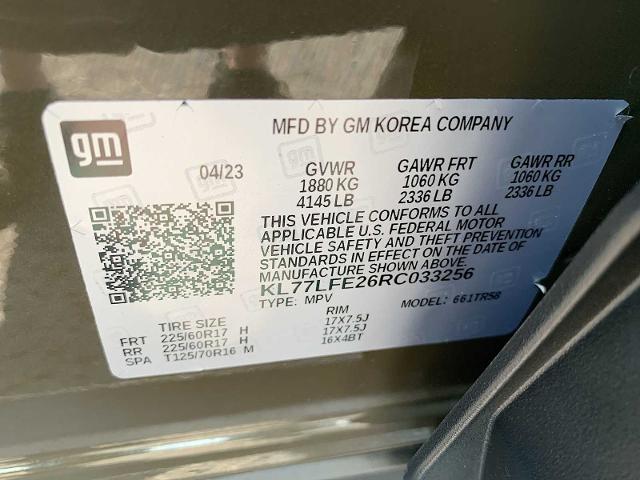 gm
MFD BY GM KOREA COMPANY
04/23 GVWR GAWR FRT GAWR RR
1880 KG 1060 KG 1060 KG
4145 LB 2336 LB 2336 LB
THIS VEHICLE CONFORMS TO ALL
APPLICABLE U.S. FEDERAL MOTOR
VEHICLE SAFETY AND THEFT PREVENTION
STANDARDS IN EFFECT ON THE DATE OF
MANUFACTURE SHOWN ABOVE.
KL77LFE26RC033256
TYPE: MPV MODEL: 661TR58
TIRE SIZE RIM
FRT 225/60R17 H 17X7.5J
RR 225/60R17 H 17X7.5J
SPA T125/70R16 M 16X4BT